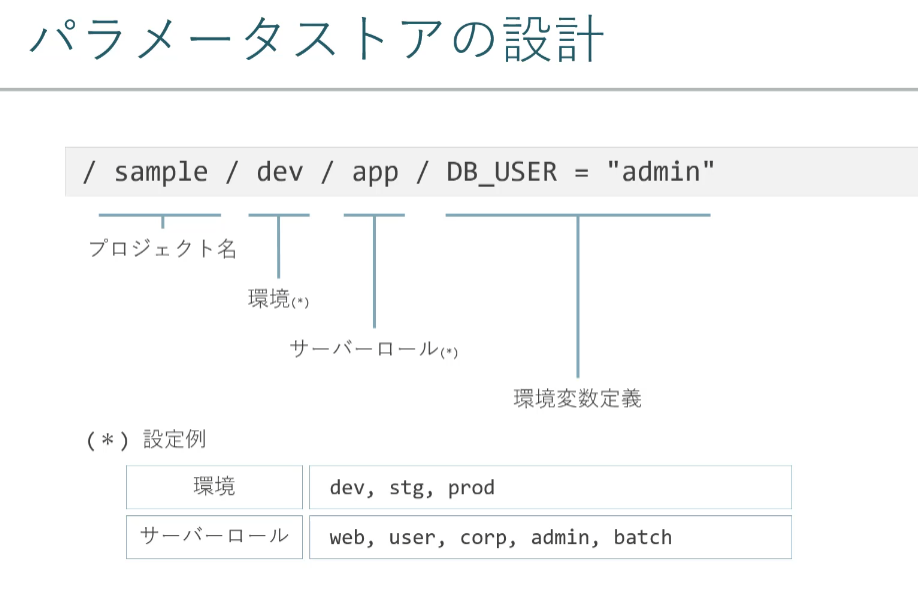 パラメータストアの設計
/ sample / dev / app / DB_USER = "admin"
プロジェクト名
環境(*)
サーバーロール(*)
環境変数定義
(＊) 設定例
環境 dev, stg, prod
サーバーロール web, user, corp, admin, batch